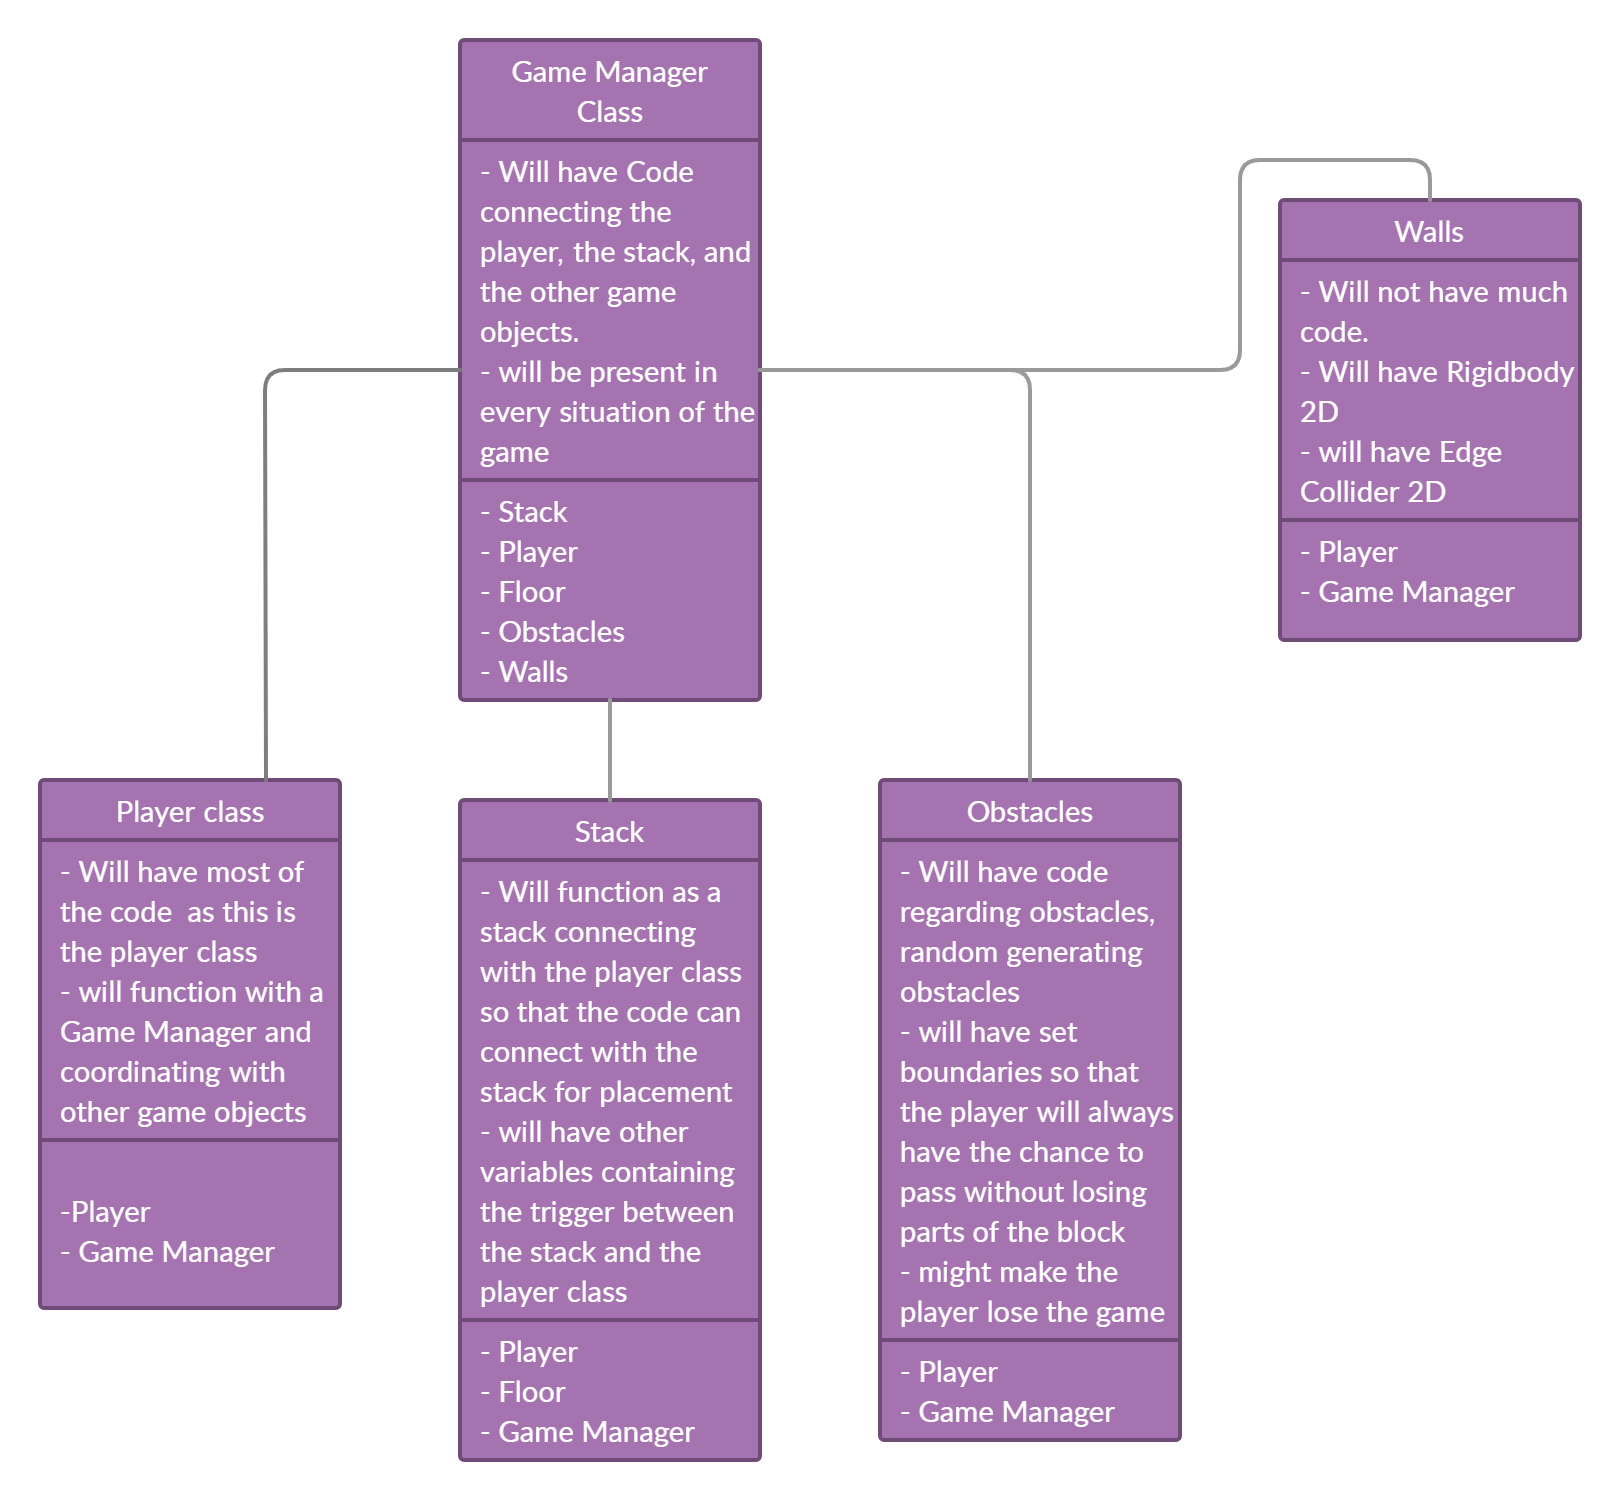 Game Manager
Class
- Will have Code
connecting the
player, the stack, and
the other game
objects.
- will be present in
every situation of the
game
- Stack
- Player
- Floor
- Obstacles
- Walls
Walls
- Will not have much
code.
- Will have Rigidbody
2D
- will have Edge
Collider 2D
- Player
- Game Manager
Player class
- Will have most of
the code  as this is
the player class
- will function with a
Game Manager and
coordinating with
other game objects
-Player
- Game Manager
Stack
- Will function as a
stack connecting
with the player class
so that the code can
connect with the
stack for placement
- will have other
variables containing
the trigger between
the stack and the
player class
- Player
- Floor
- Game Manager
Obstacles
- Will have code
regarding obstacles,
random generating
obstacles
- will have set
boundaries so that
the player will always
have the chance to
pass without losing
parts of the block
- might make the
player lose the game
- Player
- Game Manager